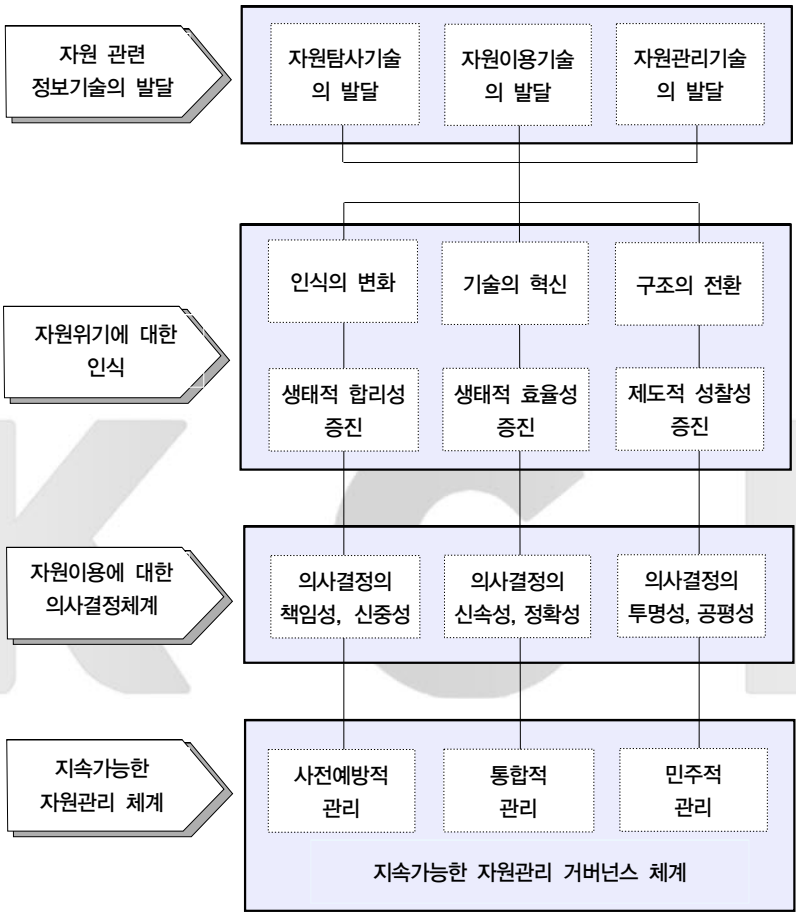 자원 관련
정보기술의 발달
자원탐사기술
의 발달
자원이용기술
의 발달
자원관리기술
의 발달
자원위기에 대한
인식
인식의 변화
기술의 혁신
구조의 전환
생태적 합리성
증진
생태적 효율성
증진
제도적 성찰성
증진
자원이용에 대한
의사결정체계
의사결정의
책임성, 신중성
의사결정의
신속성, 정확성
의사결정의
투명성, 공평성
지속가능한
자원관리 체계
사전예방적
관리
통합적
관리
민주적
관리
지속가능한 자원관리 거버넌스 체계